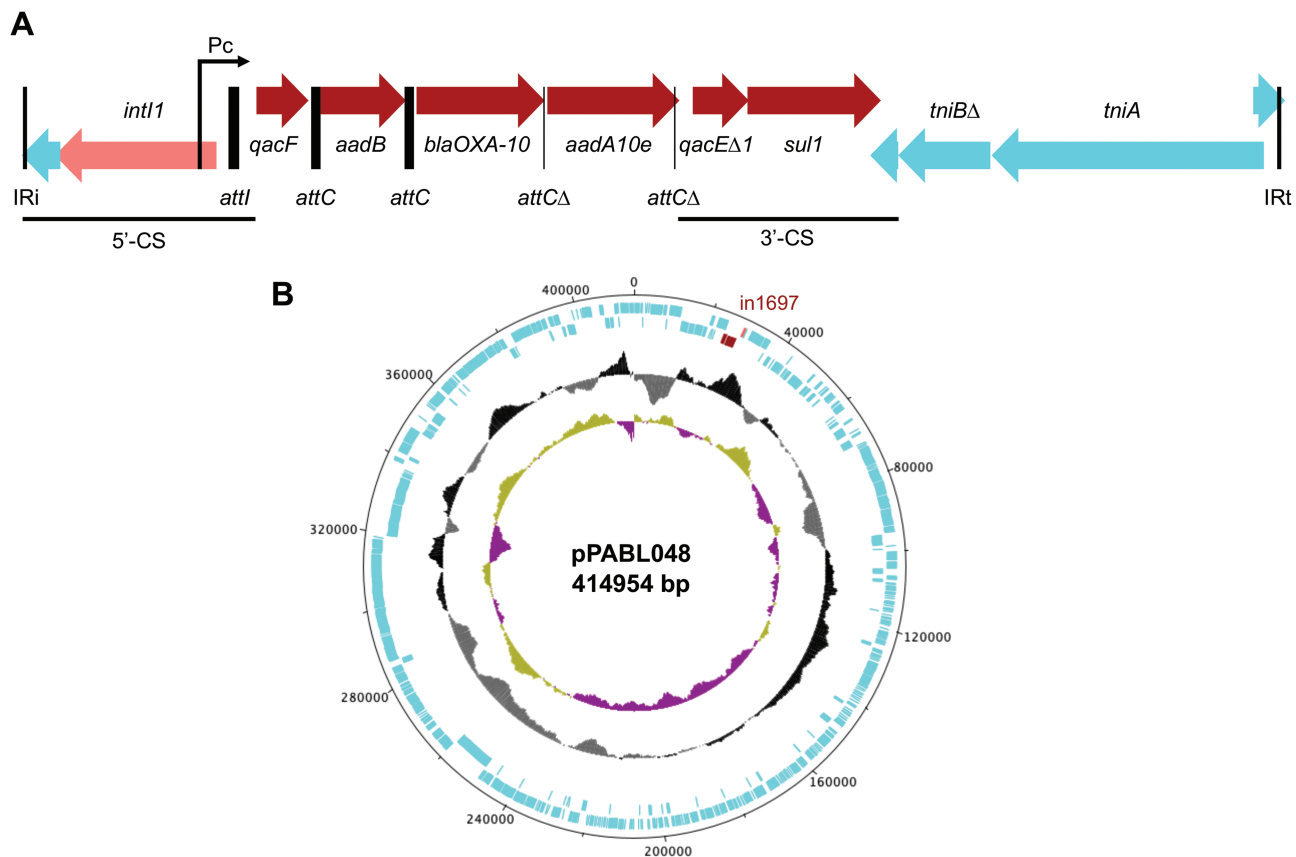 A
Pc
intI1
tniBΔ
tniA
qacF
aadB
blaOXA-10
aadA10e
qacEΔ1
sul1
IRi
attI
attC
attC
attCΔ
attCΔ
IRt
5’-CS
3’-CS
B
0
400000
in1697
40000
360000
80000
320000
pPABL048
414954 bp
120000
280000
160000
240000
200000